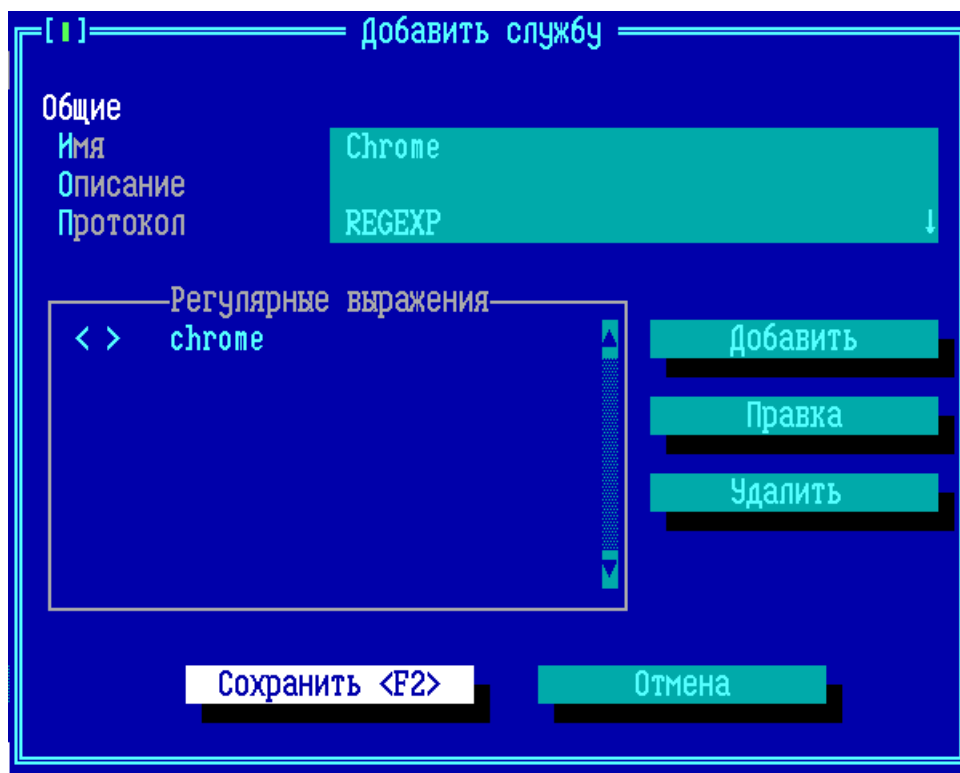 [▮] Добавить службу
Общие
Имя Chrome
Описание
Протокол REGEXP ↓
Регулярные выражения
< > chrome
Добавить
Правка
Удалить
Сохранить <F2> Отмена